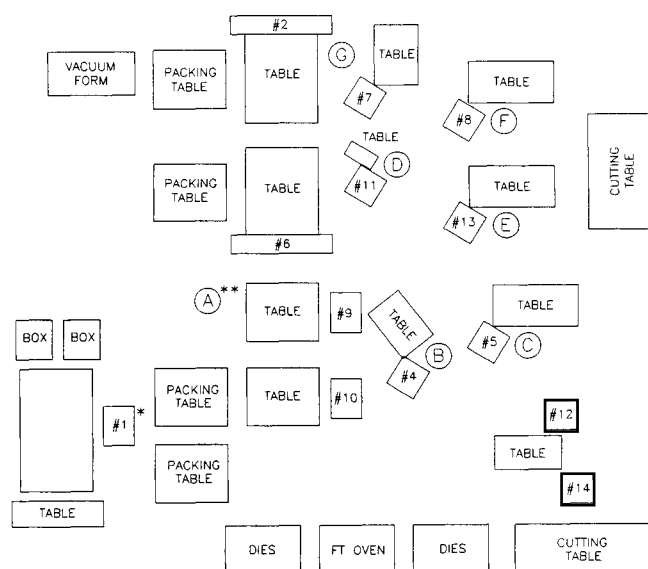 #2
VACUUM
FORM
PACKING
TABLE
TABLE
G
TABLE
#7
TABLE
#8
F
TABLE
D
#11
PACKING
TABLE
TABLE
#6
TABLE
#13
E
CUTTING
TABLE
A**
TABLE
#9
TABLE
B
#4
TABLE
#5
C
BOX
BOX
#1*
PACKING
TABLE
TABLE
#10
#12
TABLE
#14
PACKING
TABLE
TABLE
DIES
FT OVEN
DIES
CUTTING
TABLE